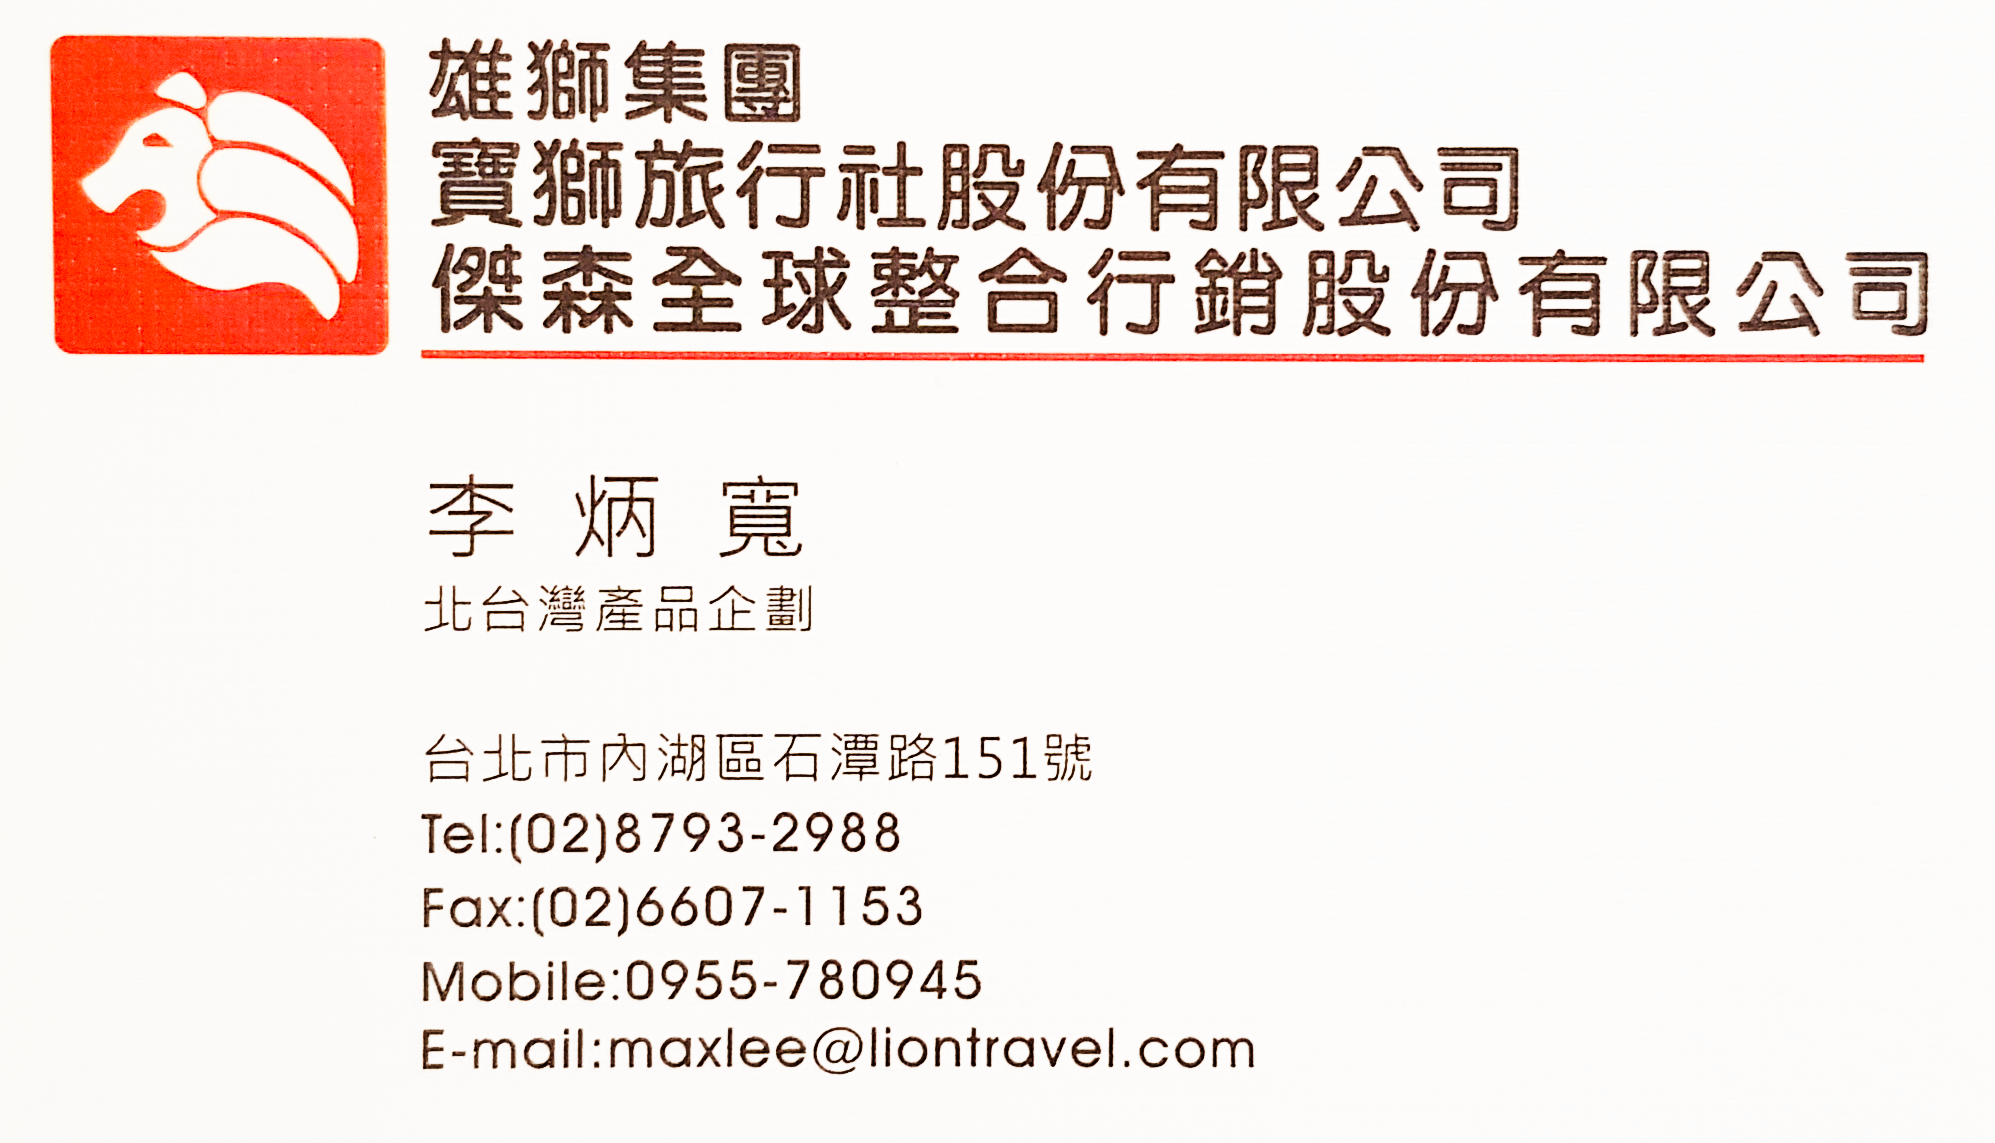 雄獅集團
寶獅旅行社股份有限公司
傑森全球整合行銷股份有限公司
李炳寬
北台灣產品企劃
台北市內湖區石潭路151號
Tel:(02)8793-2988
Fax:(02)6607-1153
Mobile:0955-780945
E-mail:maxlee@liontravel.com